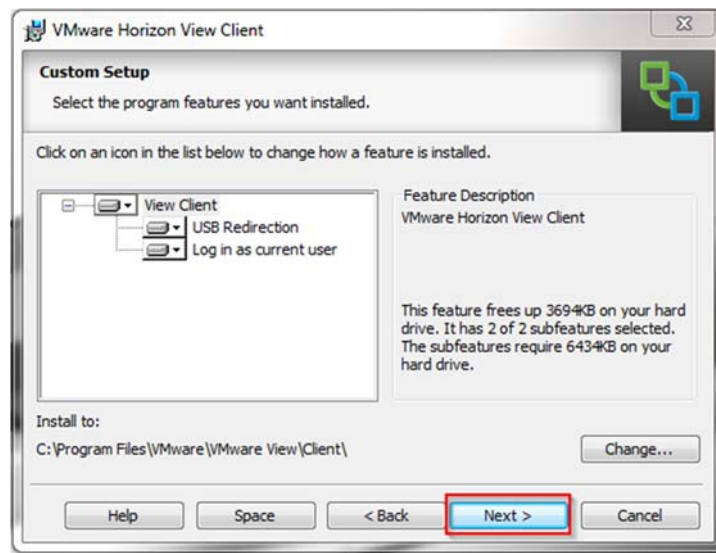 VMware Horizon View Client
Custom Setup
Select the program features you want installed.
Click on an icon in the list below to change how a feature is installed.
View Client
USB Redirection
Log in as current user
Feature Description
VMware Horizon View Client
This feature frees up 3694KB on your hard
drive. It has 2 of 2 subfeatures selected.
The subfeatures require 6434KB on your
hard drive.
Install to:
C:\Program Files\VMware\VMware View\Client\
Change...
Help
Space
< Back
Next >
Cancel